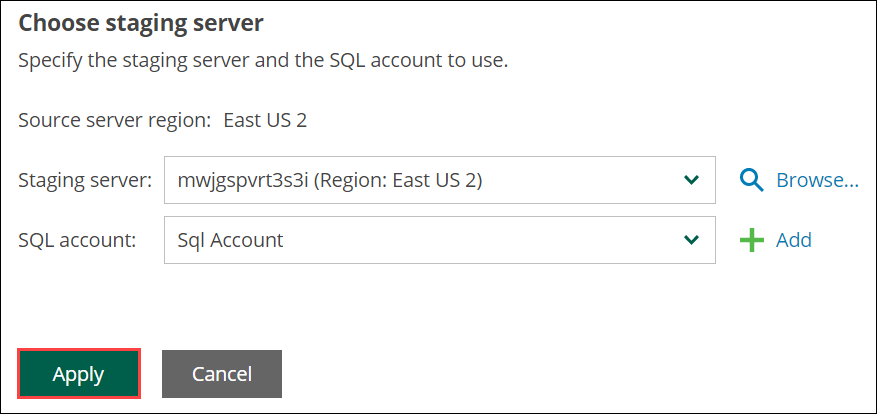 Choose staging server
Specify the staging server and the SQL account to use.
Source server region: East US 2
Staging server: mwjgspvrt3s3i (Region: East US 2) Browse...
SQL account: Sql Account Add
Apply Cancel